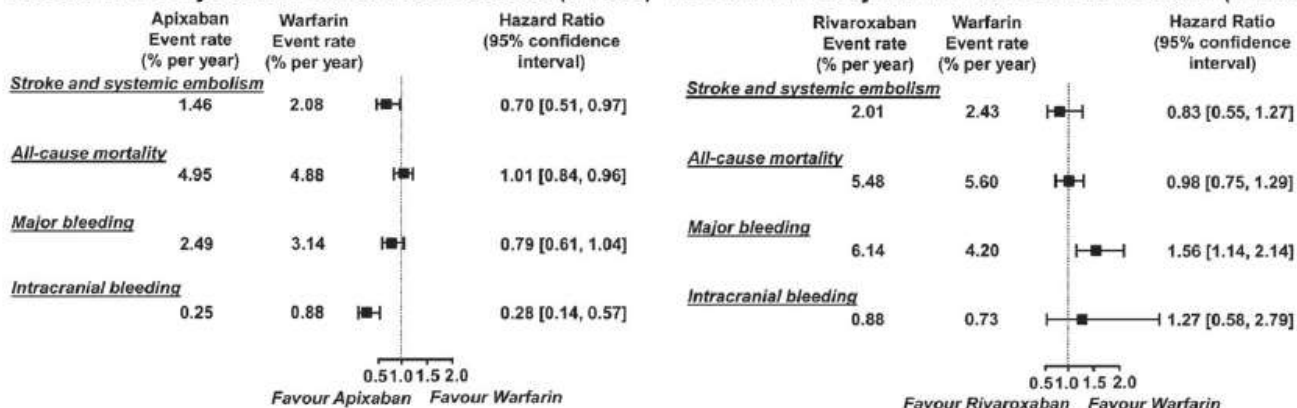 Apixaban Event rate (% per year)
Warfarin Event rate (% per year)
Hazard Ratio (95% confidence interval)
Stroke and systemic embolism
1.46 2.08 0.70 [0.51, 0.97]
All-cause mortality
4.95 4.88 1.01 [0.84, 0.96]
Major bleeding
2.49 3.14 0.79 [0.61, 1.04]
Intracranial bleeding
0.25 0.88 0.28 [0.14, 0.57]
0.5 1.0 1.5 2.0
Favour Apixaban Favour Warfarin
Rivaroxaban Event rate (% per year)
Warfarin Event rate (% per year)
Hazard Ratio (95% confidence interval)
Stroke and systemic embolism
2.01 2.43 0.83 [0.55, 1.27]
All-cause mortality
5.48 5.60 0.98 [0.75, 1.29]
Major bleeding
6.14 4.20 1.56 [1.14, 2.14]
Intracranial bleeding
0.88 0.73 1.27 [0.58, 2.79]
0.5 1.0 1.5 2.0
Favour Rivaroxaban Favour Warfarin